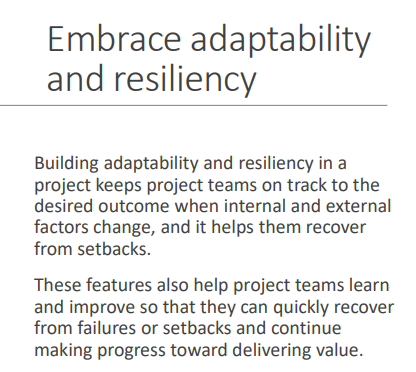 Embrace adaptability
and resiliency
Building adaptability and resiliency in a
project keeps project teams on track to the
desired outcome when internal and external
factors change, and it helps them recover
from setbacks.
These features also help project teams learn
and improve so that they can quickly recover
from failures or setbacks and continue
making progress toward delivering value.